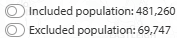 Included population: 481,260
Excluded population: 69,747